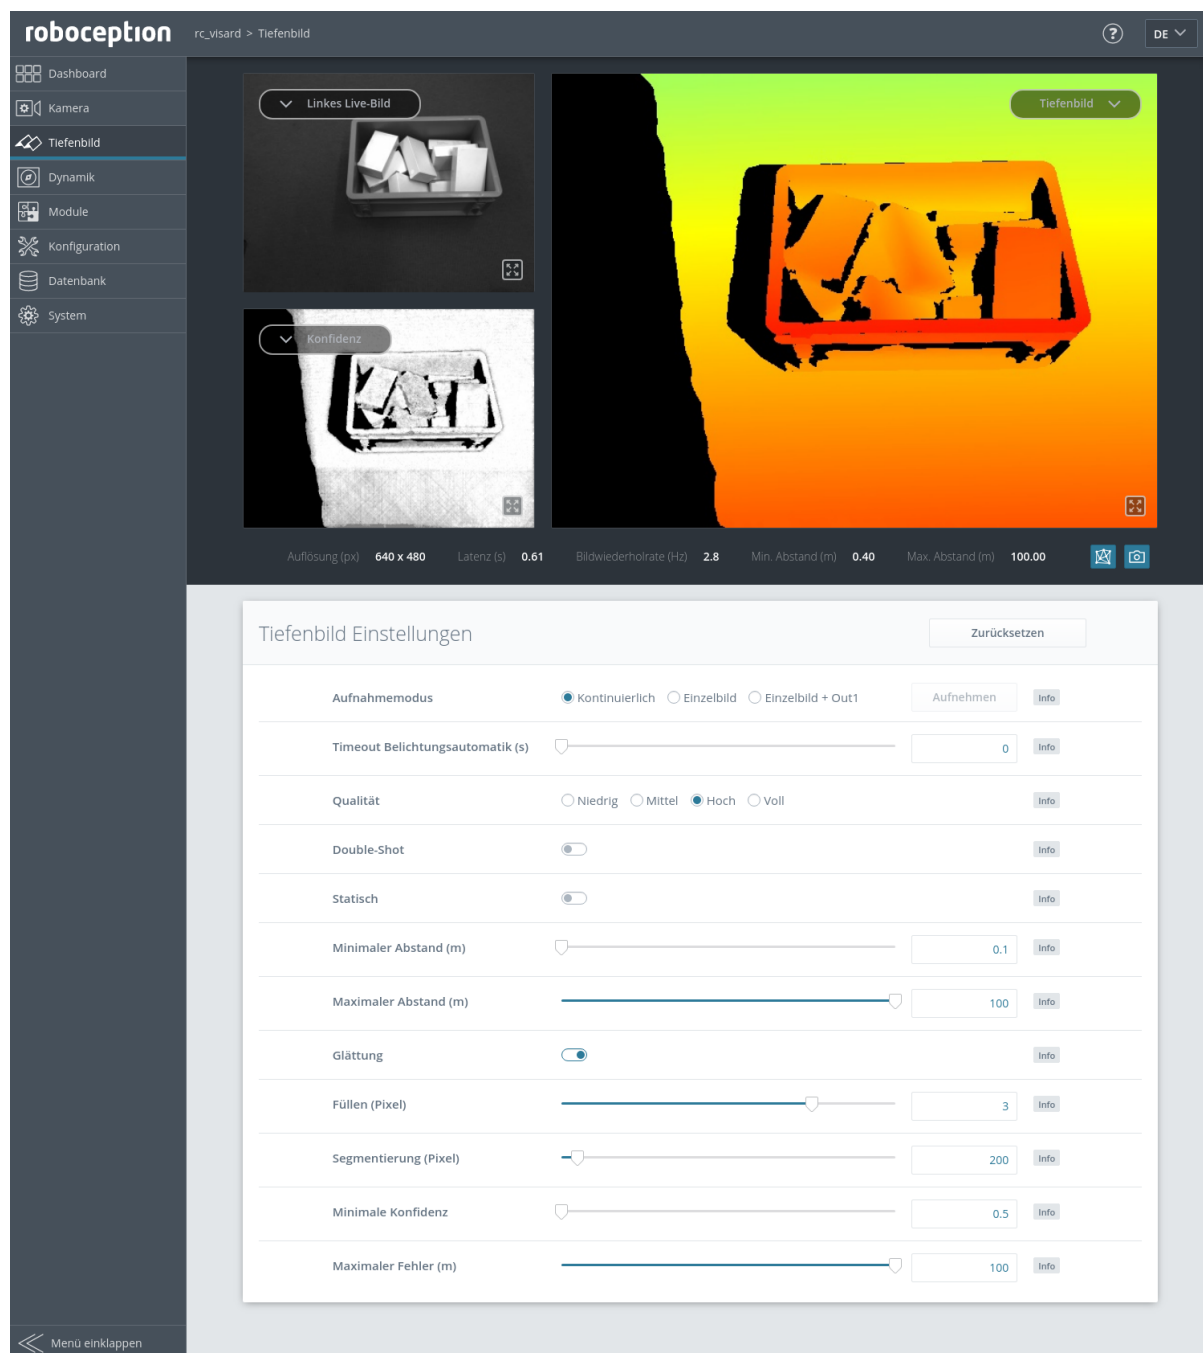 roboception
rc_visard > Tiefenbild
?
DE
Dashboard
Kamera
Tiefenbild
Dynamik
Module
Konfiguration
Datenbank
System
Linkes Live-Bild
Tiefenbild
Konfidenz
Auflösung (px) 640 x 480 Latenz (s) 0.61 Bildwiederholrate (Hz) 2.8 Min. Abstand (m) 0.40 Max. Abstand (m) 100.00
Tiefenbild Einstellungen Zurücksetzen
Aufnahmemodus Kontinuierlich Einzelbild Einzelbild + Out1 Aufnehmen Info
Timeout Belichtungsautomatik (s) 0 Info
Qualität Niedrig Mittel Hoch Voll Info
Double-Shot Info
Statisch Info
Minimaler Abstand (m) 0.1 Info
Maximaler Abstand (m) 100 Info
Glättung Info
Füllen (Pixel) 3 Info
Segmentierung (Pixel) 200 Info
Minimale Konfidenz 0.5 Info
Maximaler Fehler (m) 100 Info
Menü einklappen